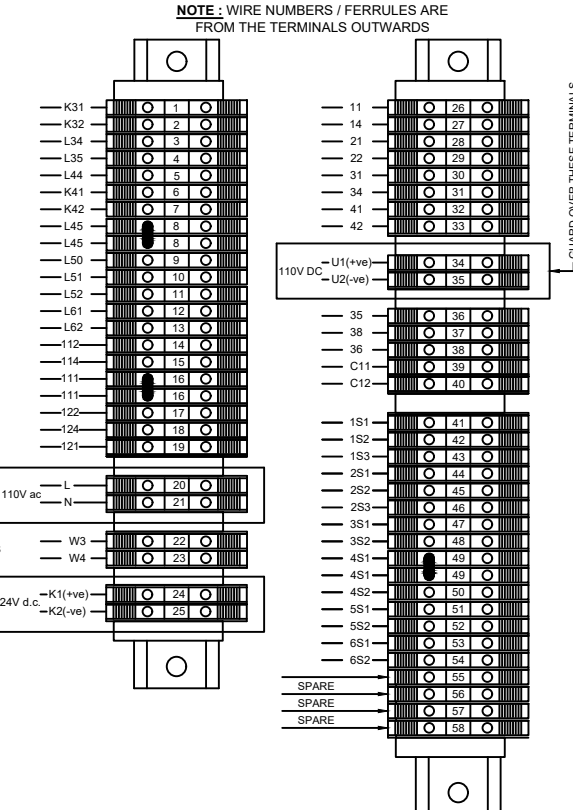 NOTE : WIRE NUMBERS / FERRULES ARE
FROM THE TERMINALS OUTWARDS
K31 1
K32 2
L34 3
L35 4
L44 5
K41 6
K42 7
L45 8
L45 8
L50 9
L51 10
L52 11
L61 12
L62 13
112 14
114 15
111 16
111 16
122 17
124 18
121 19
110V ac
L 20
N 21
W3 22
W4 23
24V d.c.
K1(+ve) 24
K2(-ve) 25
11 26
14 27
21 28
22 29
31 30
34 31
41 32
42 33
110V DC
U1(+ve) 34
U2(-ve) 35
35 36
38 37
36 38
C11 39
C12 40
1S1 41
1S2 42
1S3 43
2S1 44
2S2 45
2S3 46
3S1 47
3S2 48
4S1 49
4S1 49
4S2 50
5S1 51
5S2 52
6S1 53
6S2 54
55
SPARE 56
SPARE 57
SPARE 58
GUARD OVER THESE TERMINALS